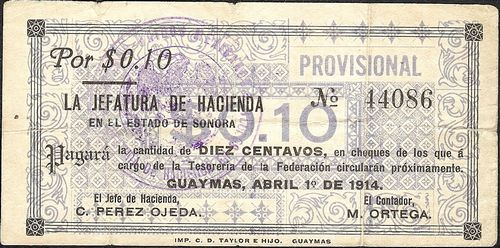 Por $0.10
PROVISIONAL
LA JEFATURA DE HACIENDA
Nº 44086
EN EL ESTADO DE SONORA
$0.10
Pagará la cantidad de DIEZ CENTAVOS, en cheques de los que á
cargo de la Tesorería de la Federación circularán próximamente.
GUAYMAS, ABRIL 1º DE 1914.
El Jefe de Hacienda,
C. PEREZ OJEDA.
El Contador,
M. ORTEGA.
IMP. C. D. TAYLOR E HIJO. GUAYMAS